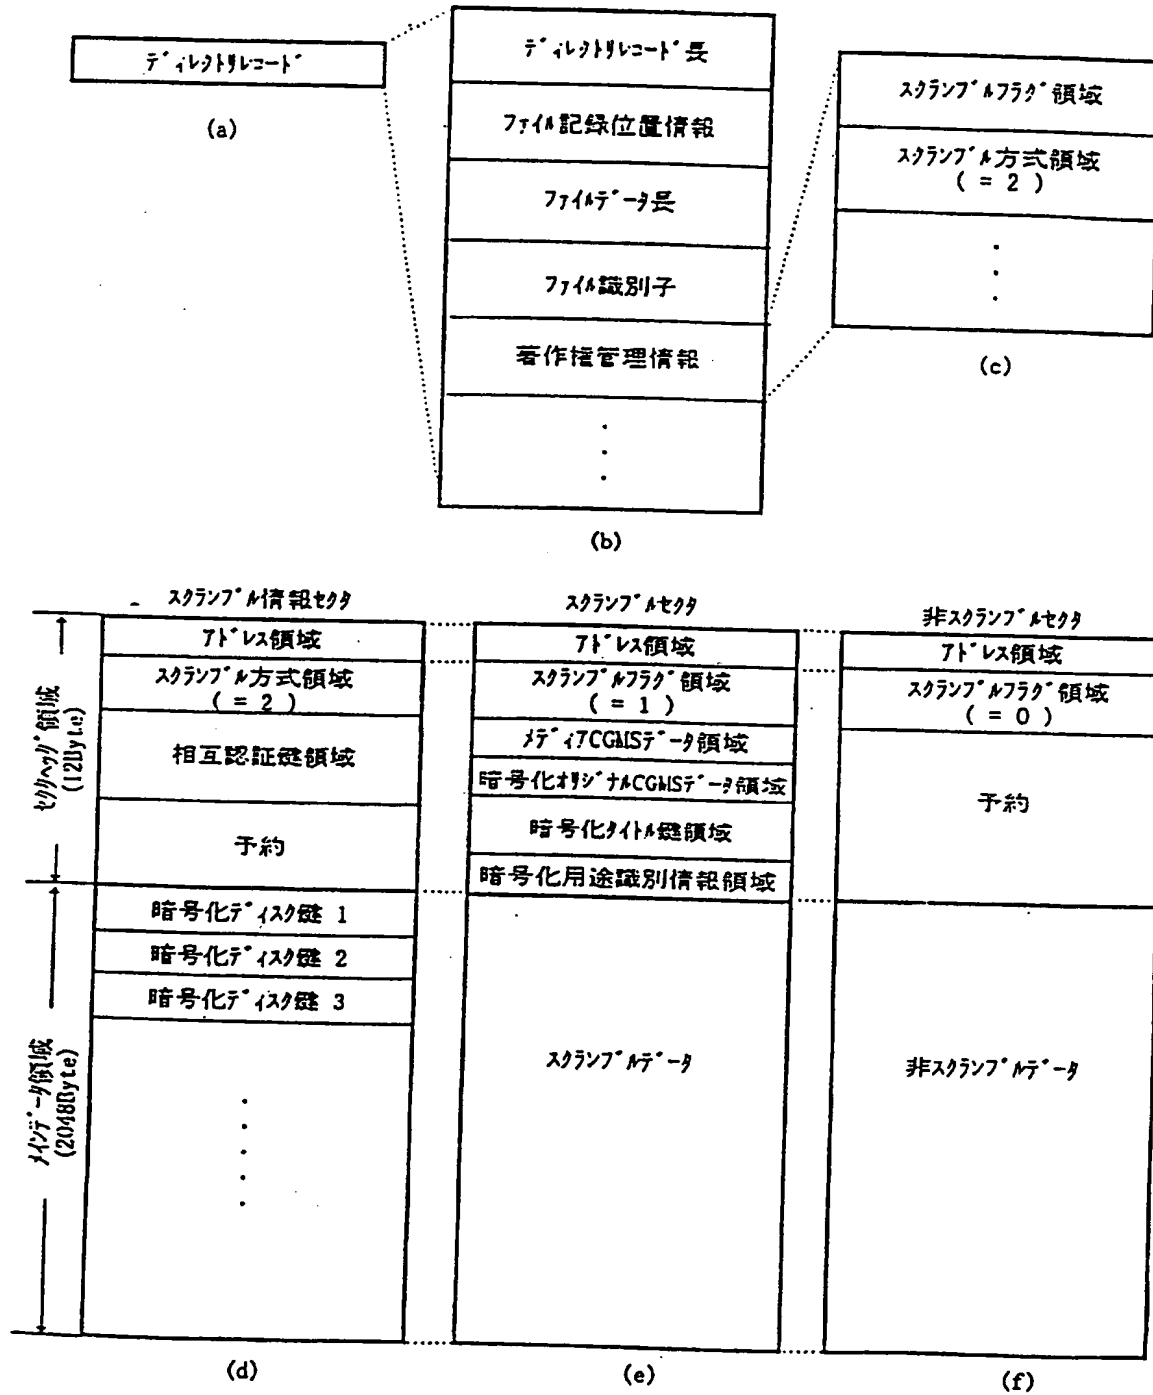 ディレクトリレコード
(a)
ディレクトリレコード長
ファイル記録位置情報
ファイルデータ長
ファイル識別子
著作権管理情報
(b)
スクランブルフラグ領域
スクランブル方式領域
( = 2 )
(c)
スクランブル情報セクタ
アドレス領域
スクランブル方式領域
( = 2 )
相互認証鍵領域
予約
暗号化ディスク鍵 1
暗号化ディスク鍵 2
暗号化ディスク鍵 3
(d)
セクタヘッダ領域
(12Byte)
メインデータ領域
(2048Byte)
スクランブルセクタ
アドレス領域
スクランブルフラグ領域
( = 1 )
メディアCGMSデータ領域
暗号化オリジナルCGMSデータ領域
暗号化タイトル鍵領域
暗号化用途識別情報領域
スクランブルデータ
(e)
非スクランブルセクタ
アドレス領域
スクランブルフラグ領域
( = 0 )
予約
非スクランブルデータ
(f)